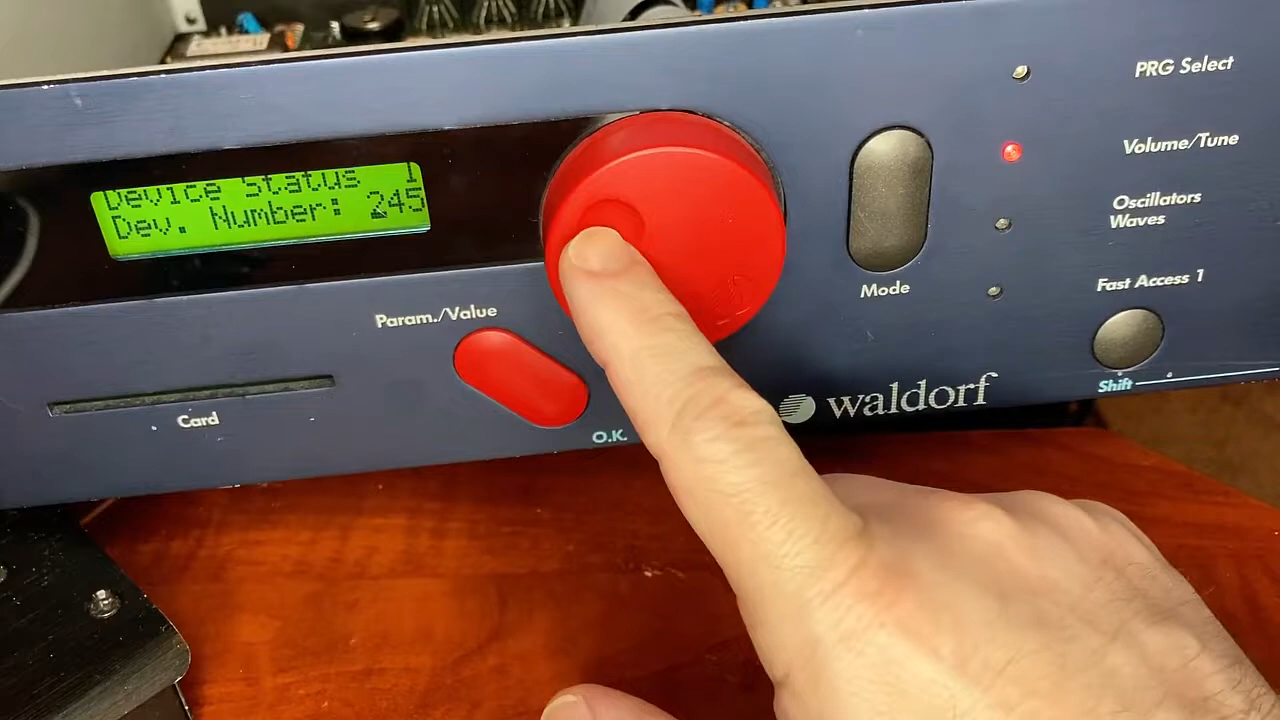 Device Status 1
Dev. Number: 245
PRG Select
Volume/Tune
Oscillators
Waves
Fast Access 1
Mode
Param./Value
Card
O.K.
waldorf
Shift